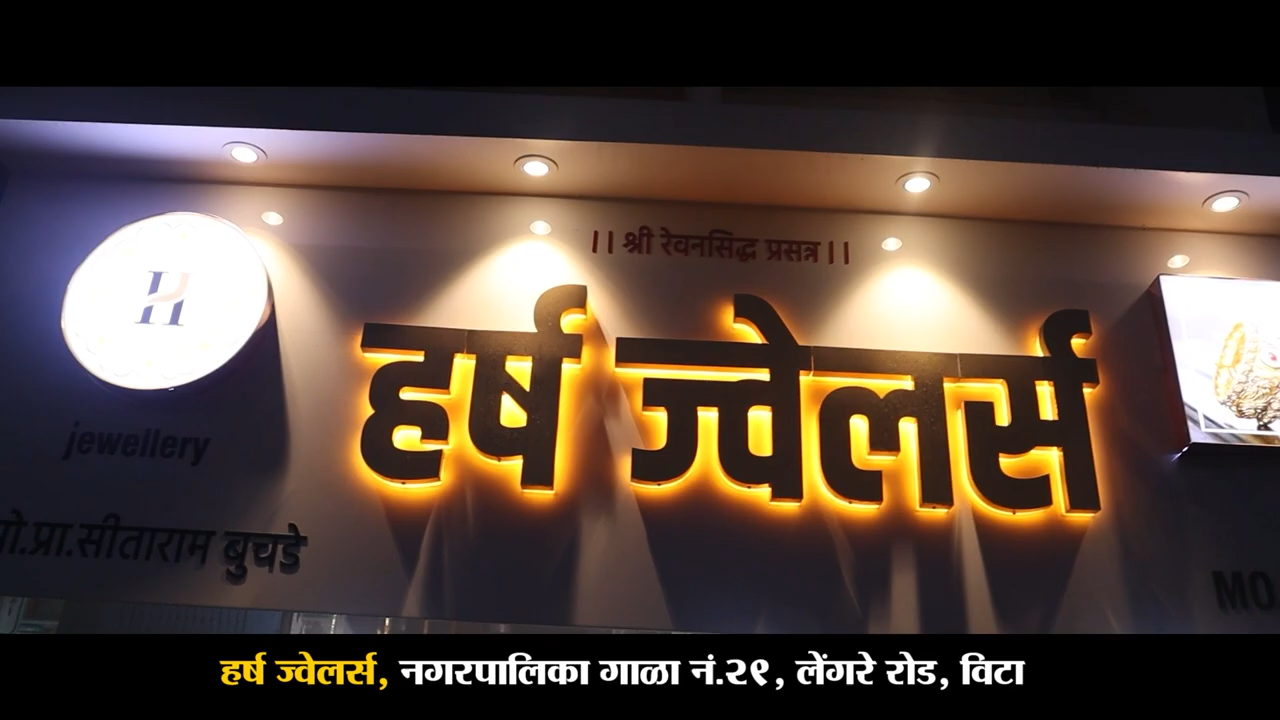 ।। श्री रेवनसिद्ध प्रसन्न ।।
H
हर्ष ज्वेलर्स
jewellery
प्रो.प्रा.सीताराम बुचडे
हर्ष ज्वेलर्स, नगरपालिका गाळा नं.२९, लेंगरे रोड, विटा